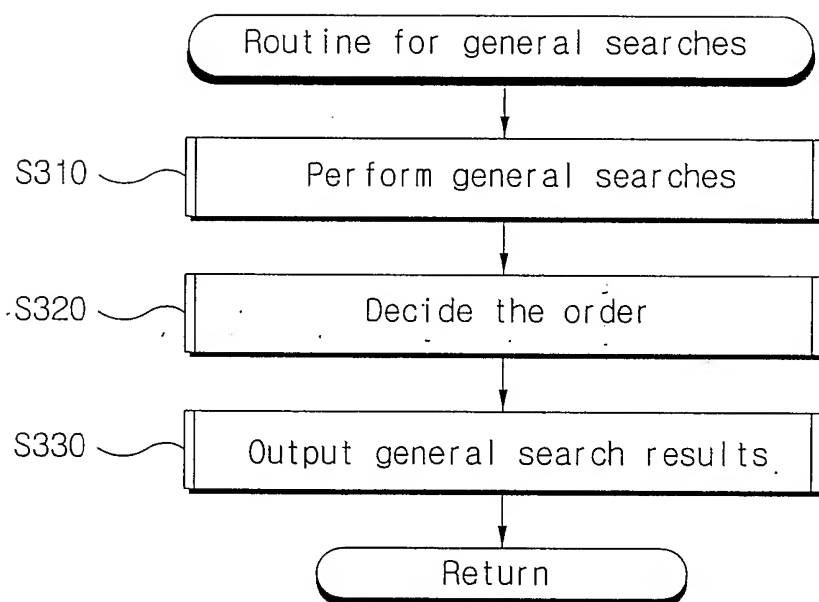 Routine for general searches
S310
Perform general searches
S320
Decide the order
S330
Output general search results
Return